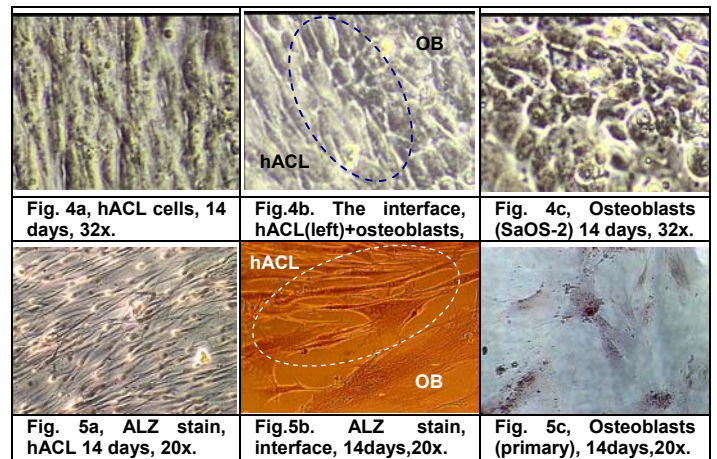 OB
hACL
Fig. 4a, hACL cells, 14
days, 32x.
Fig.4b. The interface,
hACL(left)+osteoblasts,
Fig. 4c, Osteoblasts
(SaOS-2) 14 days, 32x.
hACL
OB
Fig. 5a, ALZ stain,
hACL 14 days, 20x.
Fig.5b. ALZ stain,
interface, 14days,20x.
Fig. 5c, Osteoblasts
(primary), 14days,20x.